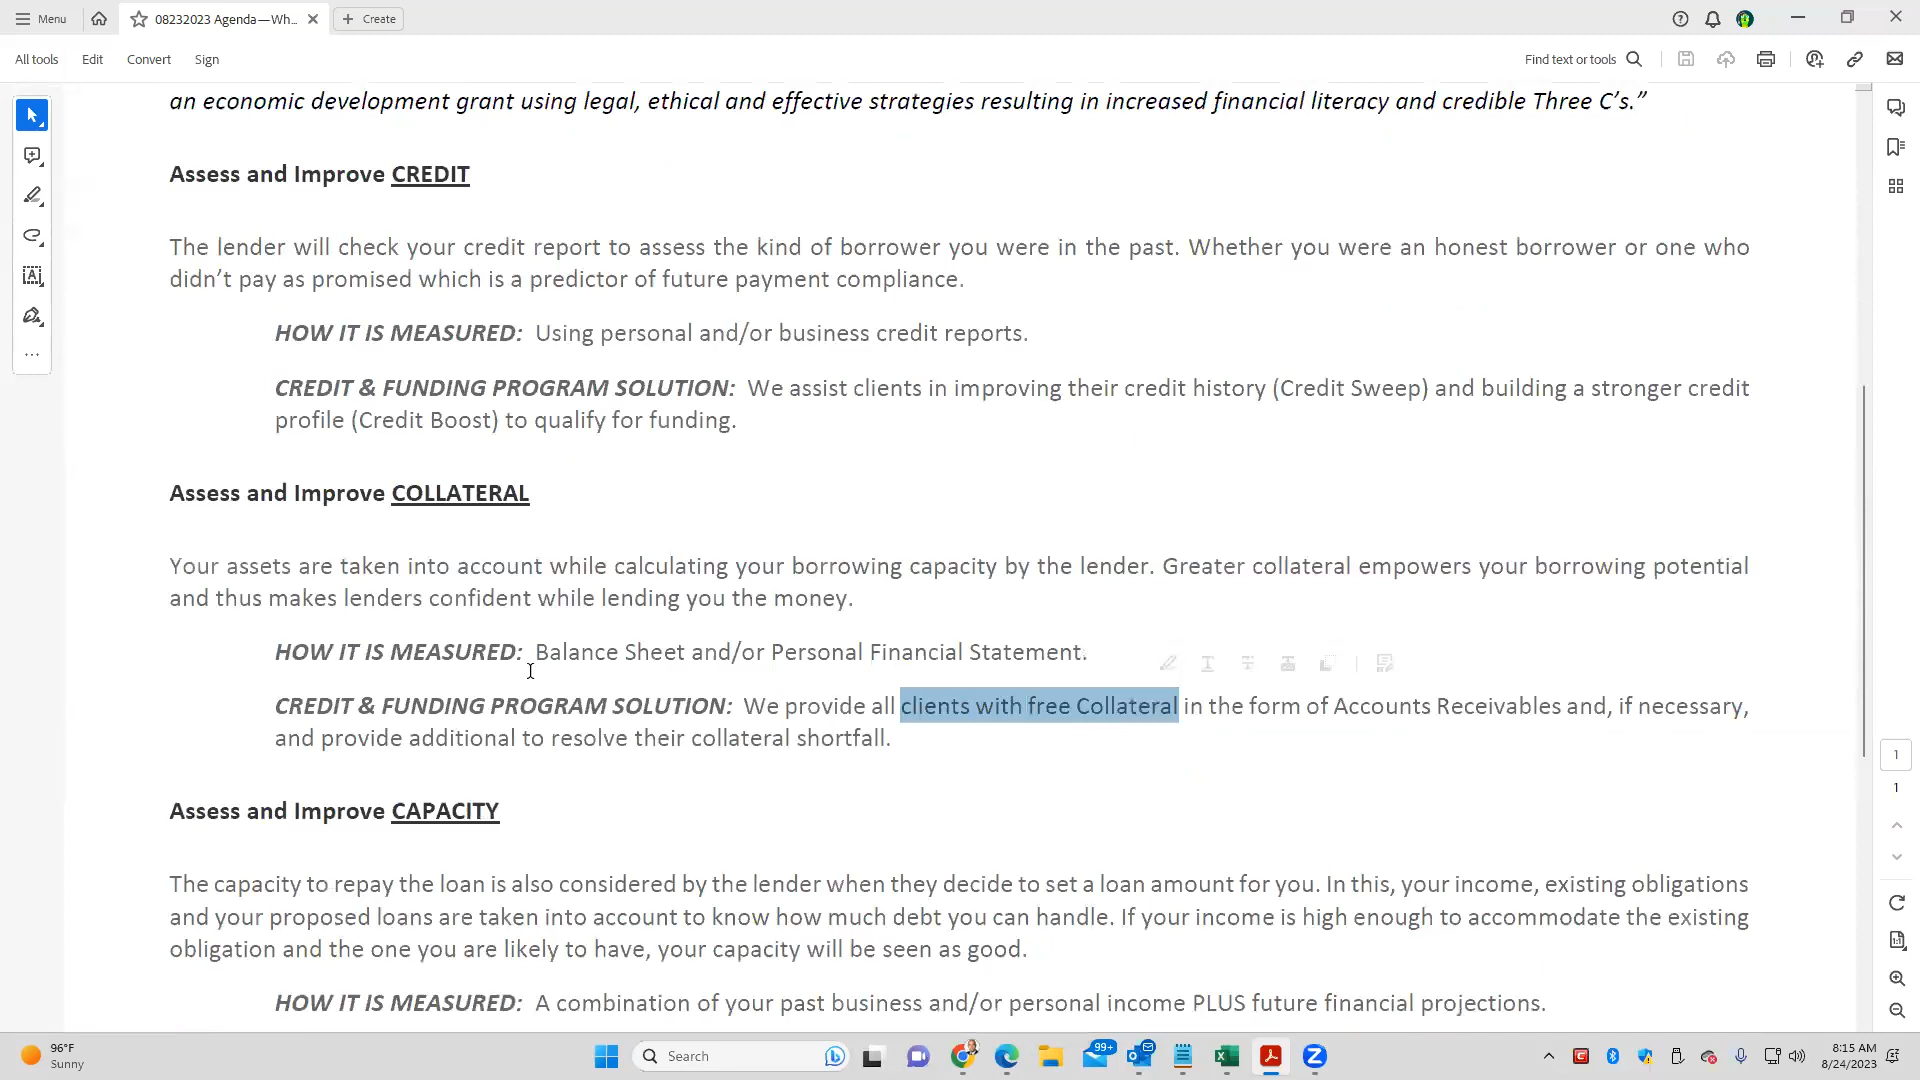 Menu
08232023 Agenda—Wh...
Create
All tools
Edit
Convert
Sign
Find text or tools
an economic development grant using legal, ethical and effective strategies resulting in increased financial literacy and credible Three C’s.”
Assess and Improve CREDIT
The lender will check your credit report to assess the kind of borrower you were in the past. Whether you were an honest borrower or one who
didn’t pay as promised which is a predictor of future payment compliance.
HOW IT IS MEASURED: Using personal and/or business credit reports.
CREDIT & FUNDING PROGRAM SOLUTION: We assist clients in improving their credit history (Credit Sweep) and building a stronger credit
profile (Credit Boost) to qualify for funding.
Assess and Improve COLLATERAL
Your assets are taken into account while calculating your borrowing capacity by the lender. Greater collateral empowers your borrowing potential
and thus makes lenders confident while lending you the money.
HOW IT IS MEASURED: Balance Sheet and/or Personal Financial Statement.
CREDIT & FUNDING PROGRAM SOLUTION: We provide all clients with free Collateral in the form of Accounts Receivables and, if necessary,
and provide additional to resolve their collateral shortfall.
1
1
Assess and Improve CAPACITY
The capacity to repay the loan is also considered by the lender when they decide to set a loan amount for you. In this, your income, existing obligations
and your proposed loans are taken into account to know how much debt you can handle. If your income is high enough to accommodate the existing
obligation and the one you are likely to have, your capacity will be seen as good.
HOW IT IS MEASURED: A combination of your past business and/or personal income PLUS future financial projections.
96°F
Sunny
Search
99+
8:15 AM
8/24/2023